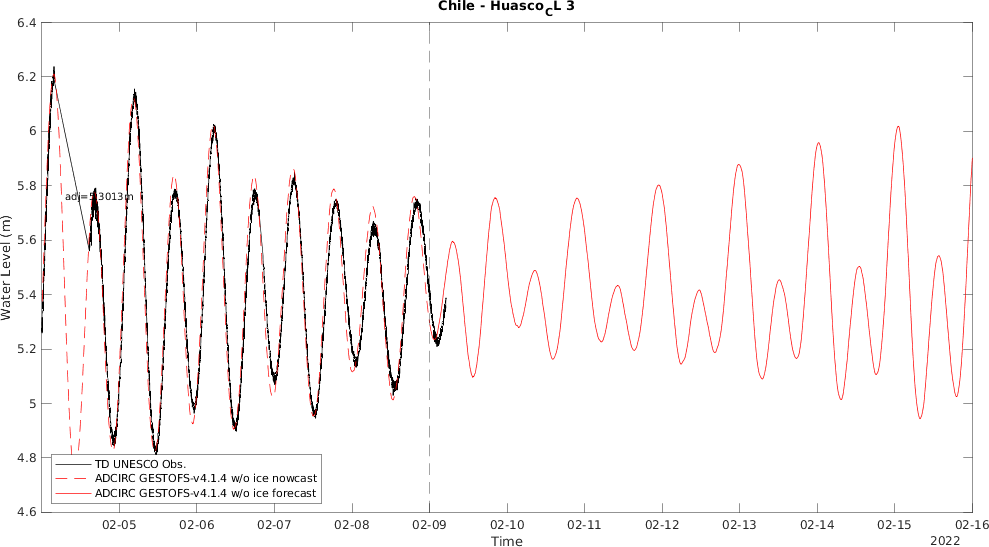 Chile - Huasco_CL 3
6.4
6.2
6
5.8
5.6
5.4
5.2
5
4.8
4.6
Water Level (m)
adj=5.3013m
TD UNESCO Obs.
ADCIRC GESTOFS-v4.1.4 w/o ice nowcast
ADCIRC GESTOFS-v4.1.4 w/o ice forecast
02-05 02-06 02-07 02-08 02-09 02-10 02-11 02-12 02-13 02-14 02-15 02-16
Time
2022